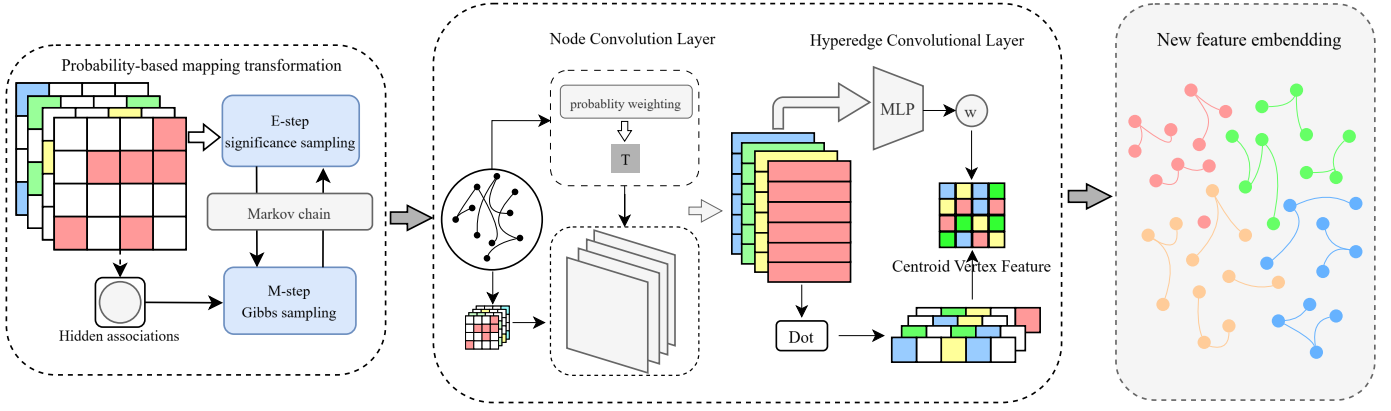 Probability-based mapping transformation
E-step
significance sampling
Markov chain
M-step
Gibbs sampling
Hidden associations
Node Convolution Layer
probablity weighting
T
Hyperedge Convolutional Layer
MLP
w
Centroid Vertex Feature
Dot
New feature embendding